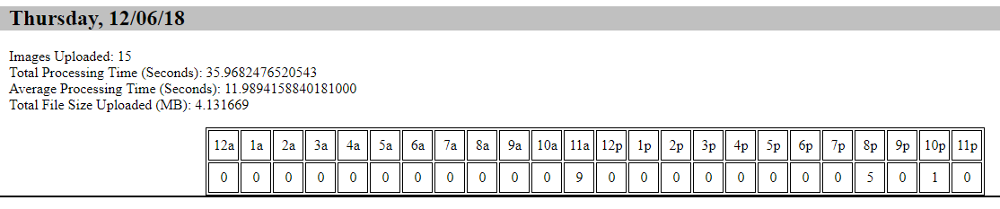 Thursday, 12/06/18
Images Uploaded: 15
Total Processing Time (Seconds): 35.9682476520543
Average Processing Time (Seconds): 11.9894158840181000
Total File Size Uploaded (MB): 4.131669
12a 1a 2a 3a 4a 5a 6a 7a 8a 9a 10a 11a 12p 1p 2p 3p 4p 5p 6p 7p 8p 9p 10p 11p
0 0 0 0 0 0 0 0 0 0 0 9 0 0 0 0 0 0 0 0 5 0 1 0